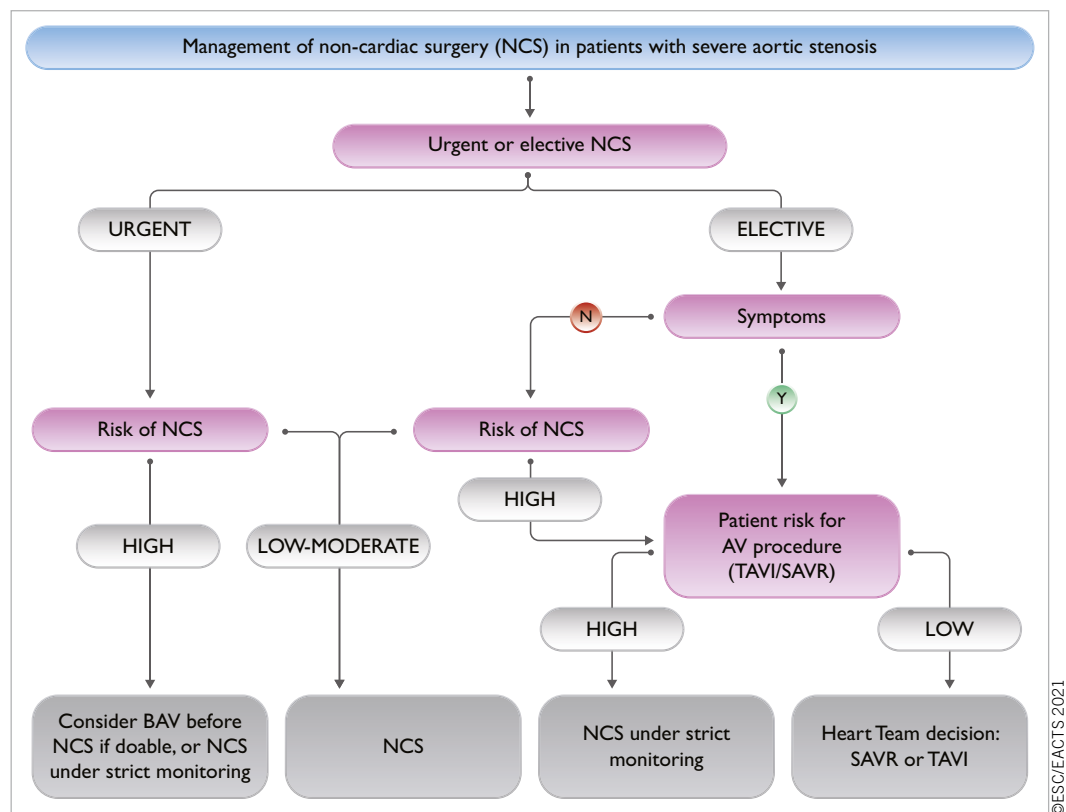 Management of non-cardiac surgery (NCS) in patients with severe aortic stenosis
Urgent or elective NCS
URGENT
ELECTIVE
N
Symptoms
Y
Risk of NCS
Risk of NCS
HIGH
Patient risk for
AV procedure
(TAVI/SAVR)
HIGH
LOW-MODERATE
HIGH
LOW
Consider BAV before
NCS if doable, or NCS
under strict monitoring
NCS
NCS under strict
monitoring
Heart Team decision:
SAVR or TAVI
©ESC/EACTS 2021